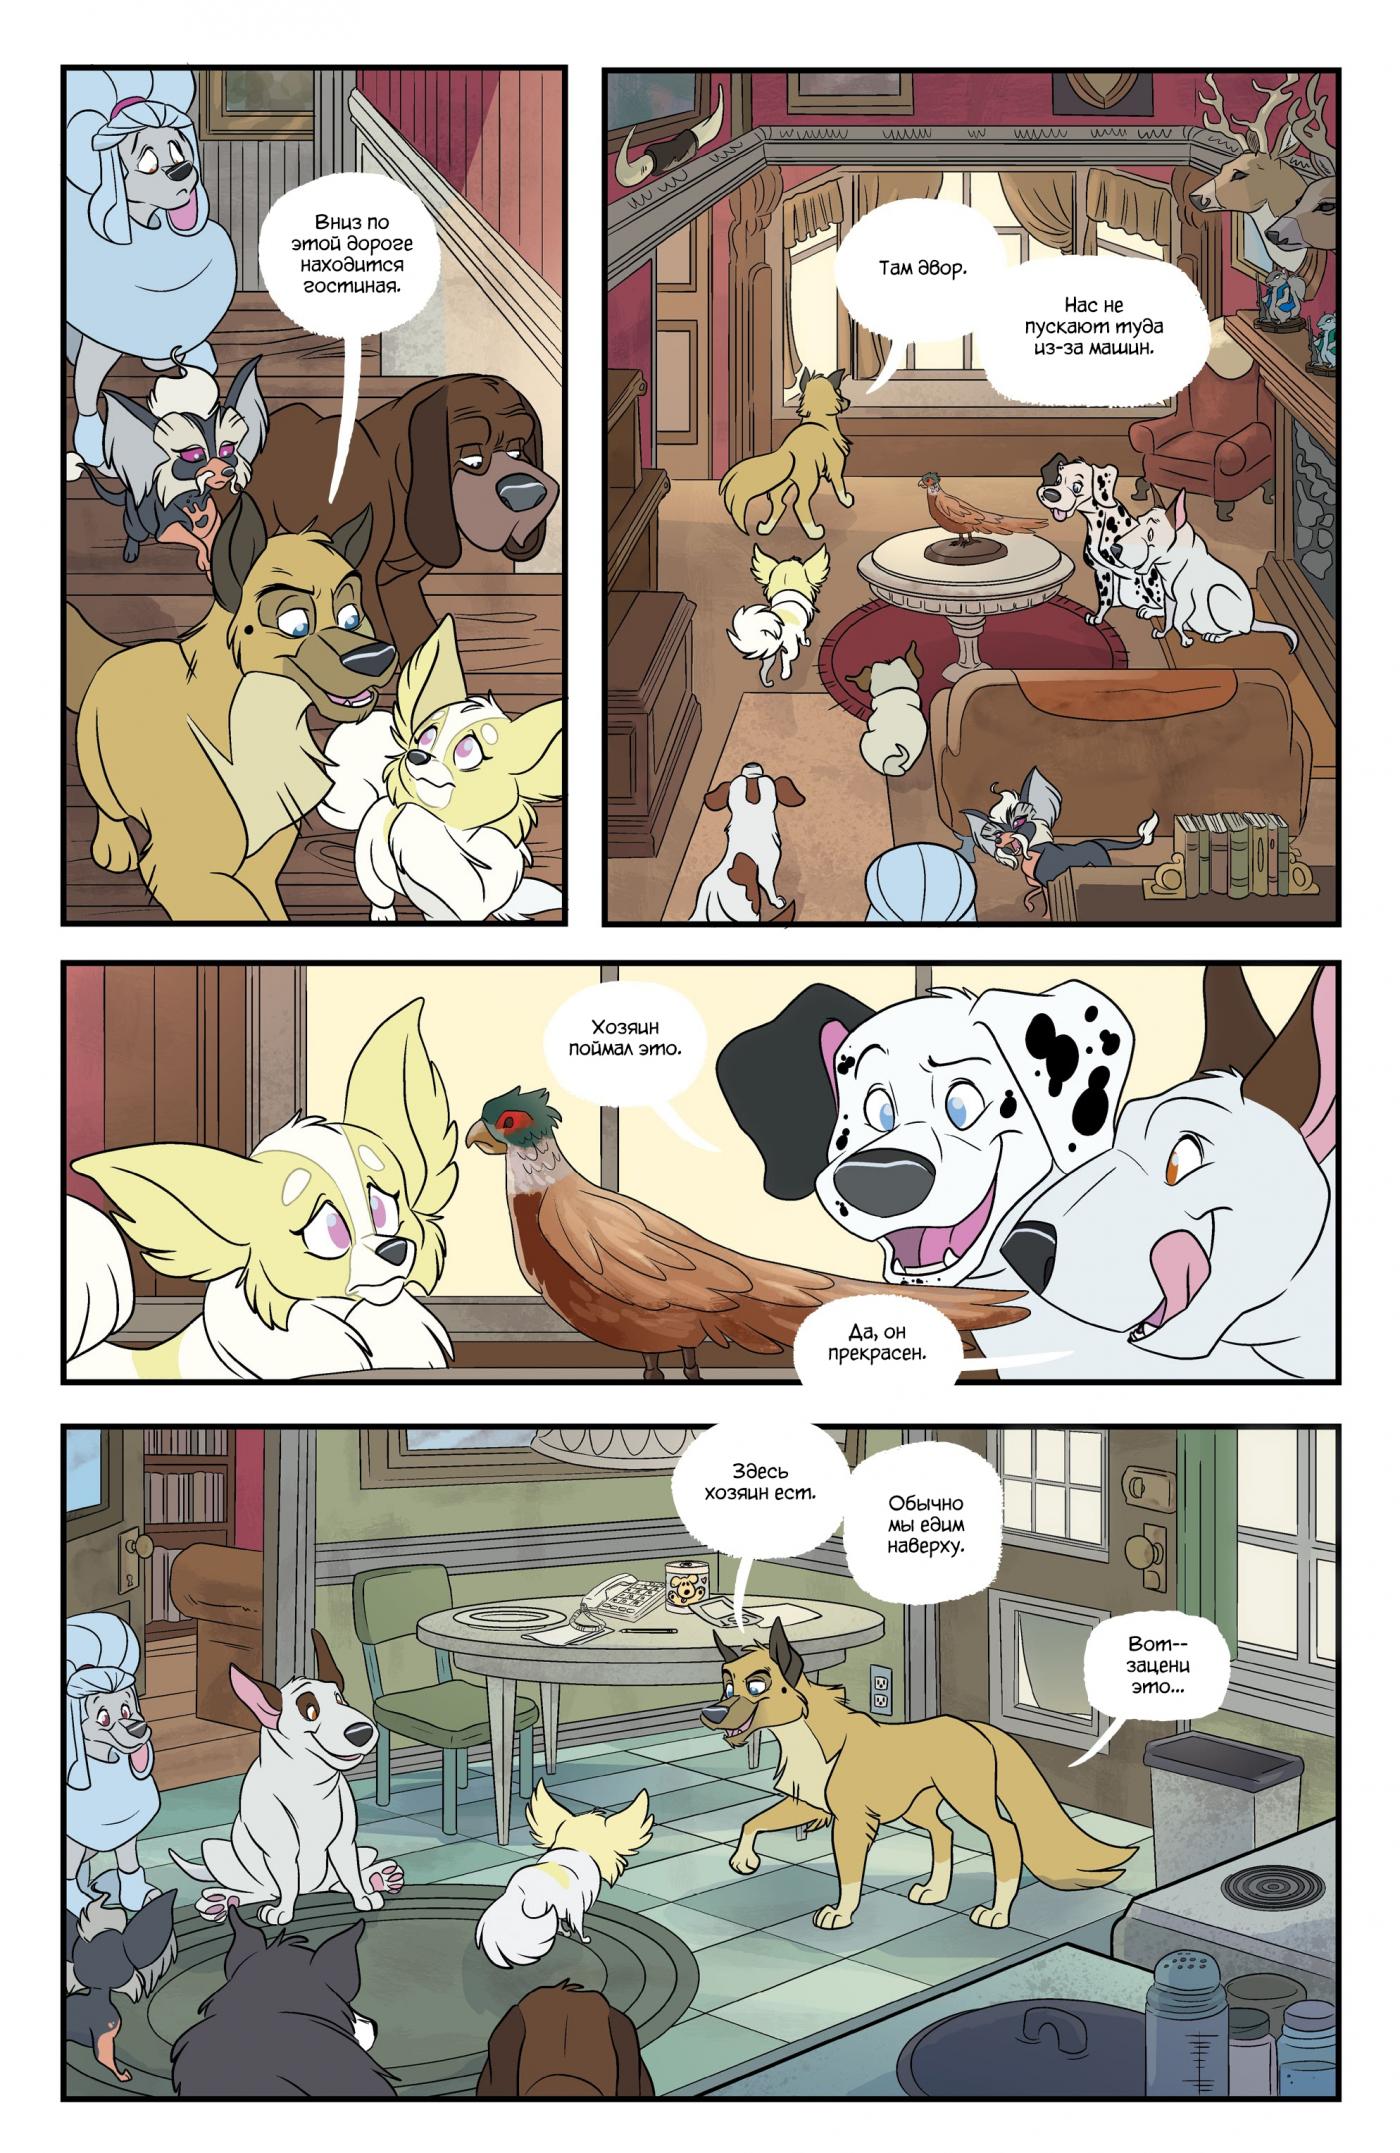 Вниз по
этой дороге
находится
гостиная.
Там двор.
Нас не
пускают туда
из-за машин.
Хозяин
поймал это.
Да, он
прекрасен.
Здесь
хозяин ест.
Обычно
мы едим
наверху.
Вот--
зацени
это...